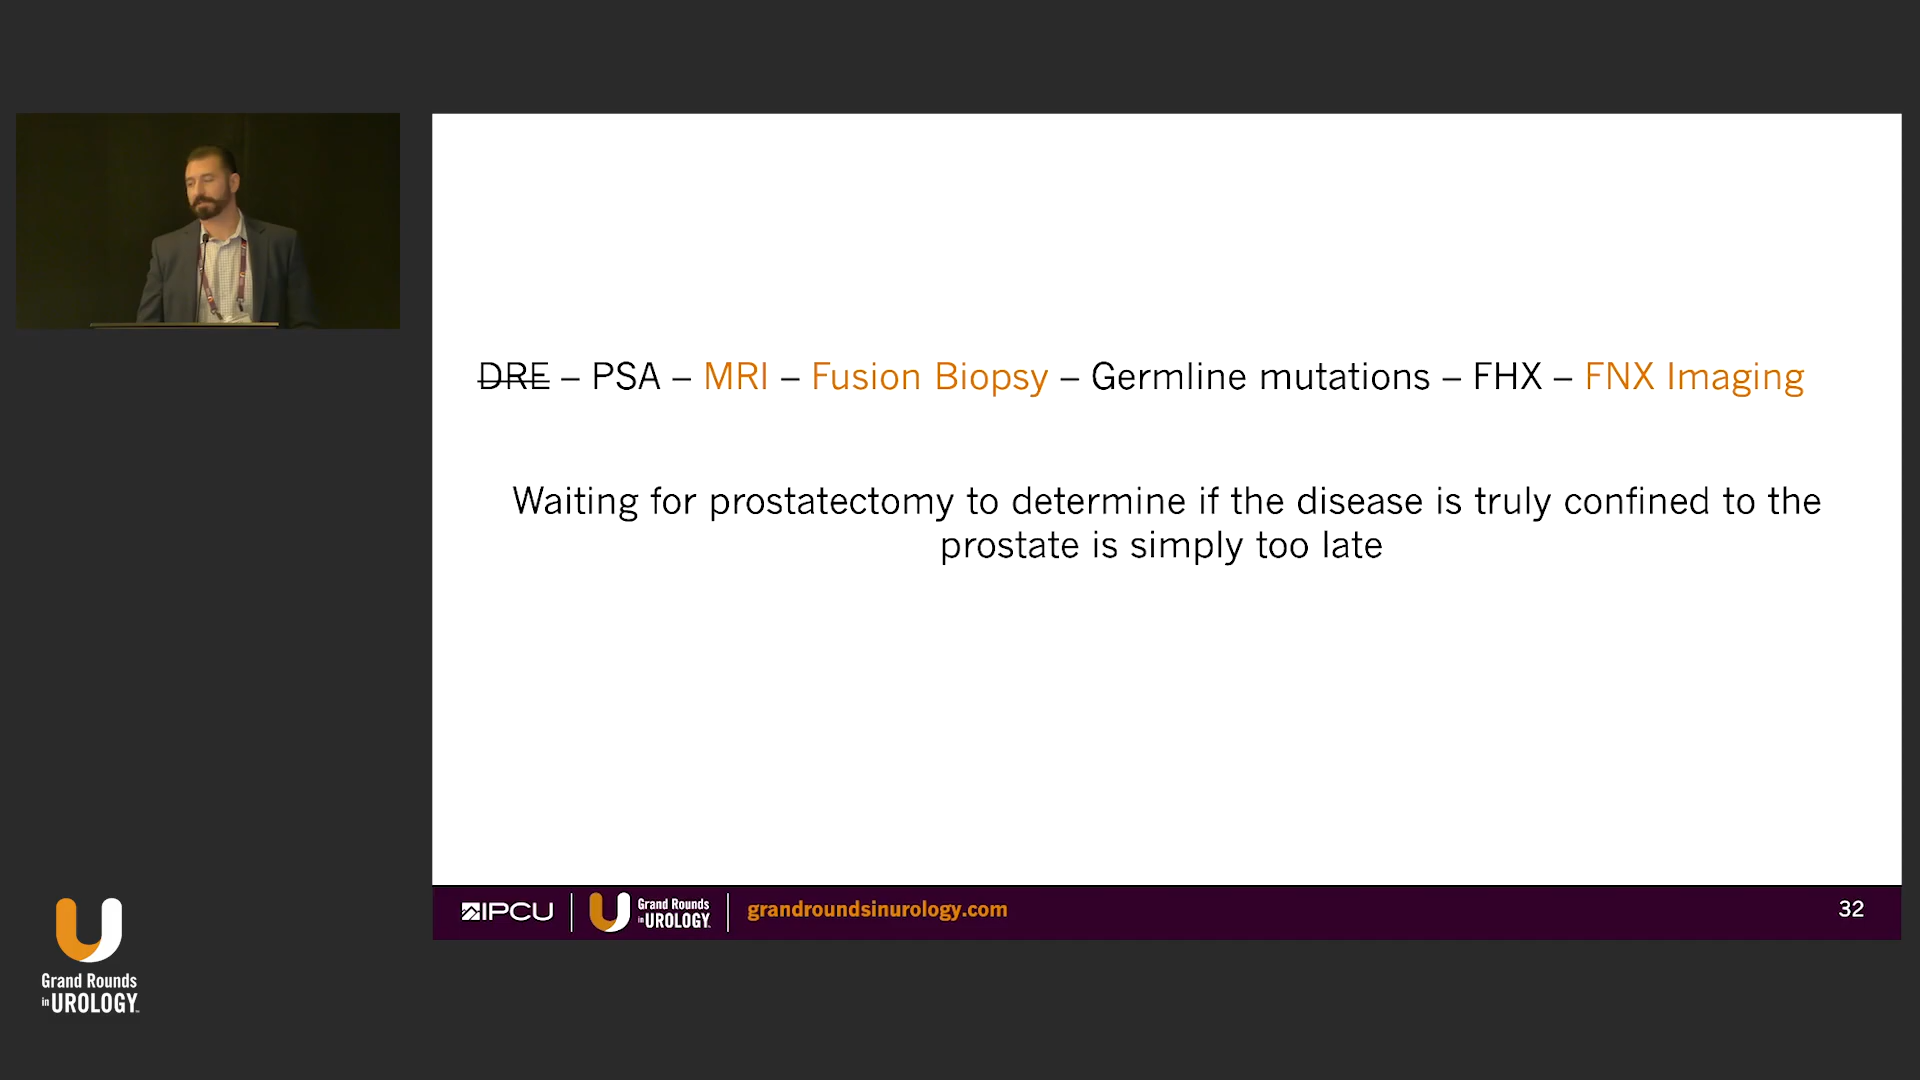 DRE – PSA – MRI – Fusion Biopsy – Germline mutations – FHX – FNX Imaging
Waiting for prostatectomy to determine if the disease is truly confined to the
prostate is simply too late
IPCU
Grand Rounds
in UROLOGY
grandroundsinurology.com
32
Grand Rounds
in UROLOGY